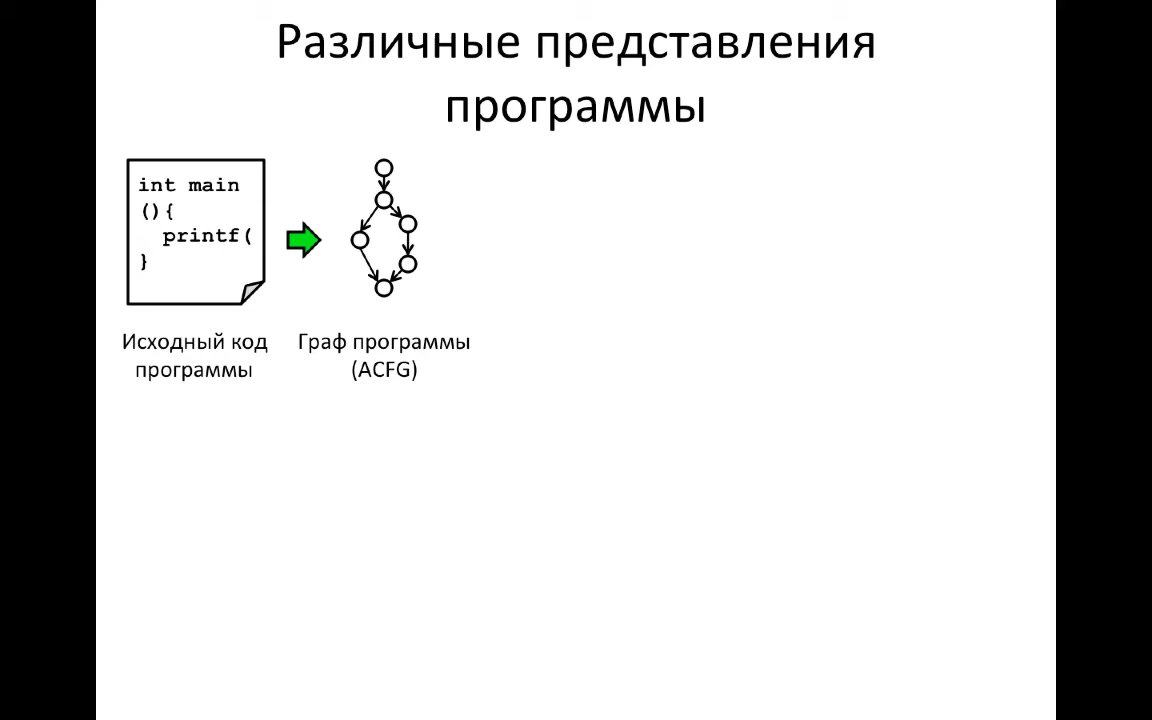 Различные представления
программы
int main
(){
printf(
}
Исходный код
программы
Граф программы
(ACFG)